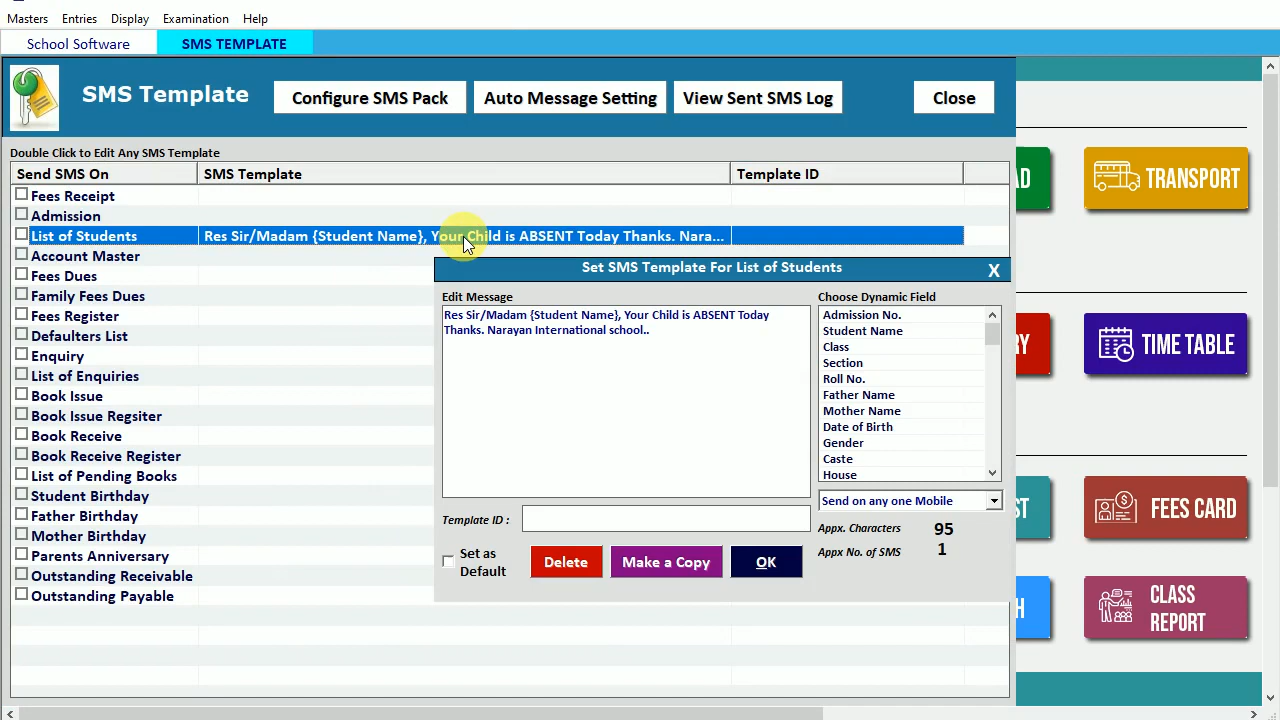 Masters Entries Display Examination Help
School Software SMS TEMPLATE
SMS Template Configure SMS Pack Auto Message Setting View Sent SMS Log Close
Double Click to Edit Any SMS Template
Send SMS On SMS Template Template ID
Fees Receipt
Admission
List of Students Res Sir/Madam {Student Name}, Your Child is ABSENT Today Thanks. Nara...
Account Master
Fees Dues
Family Fees Dues
Fees Register
Defaulters List
Enquiry
List of Enquiries
Book Issue
Book Issue Regsiter
Book Receive
Book Receive Register
List of Pending Books
Student Birthday
Father Birthday
Mother Birthday
Parents Anniversary
Outstanding Receivable
Outstanding Payable
Set SMS Template For List of Students X
Edit Message
Res Sir/Madam {Student Name}, Your Child is ABSENT Today
Thanks. Narayan International school..
Choose Dynamic Field
Admission No.
Student Name
Class
Section
Roll No.
Father Name
Mother Name
Date of Birth
Gender
Caste
House
Send on any one Mobile
Template ID :
Appx. Characters 95
Appx No. of SMS 1
Set as
Default
Delete Make a Copy OK
AD TRANSPORT
RY TIME TABLE
ST FEES CARD
H CLASS
REPORT